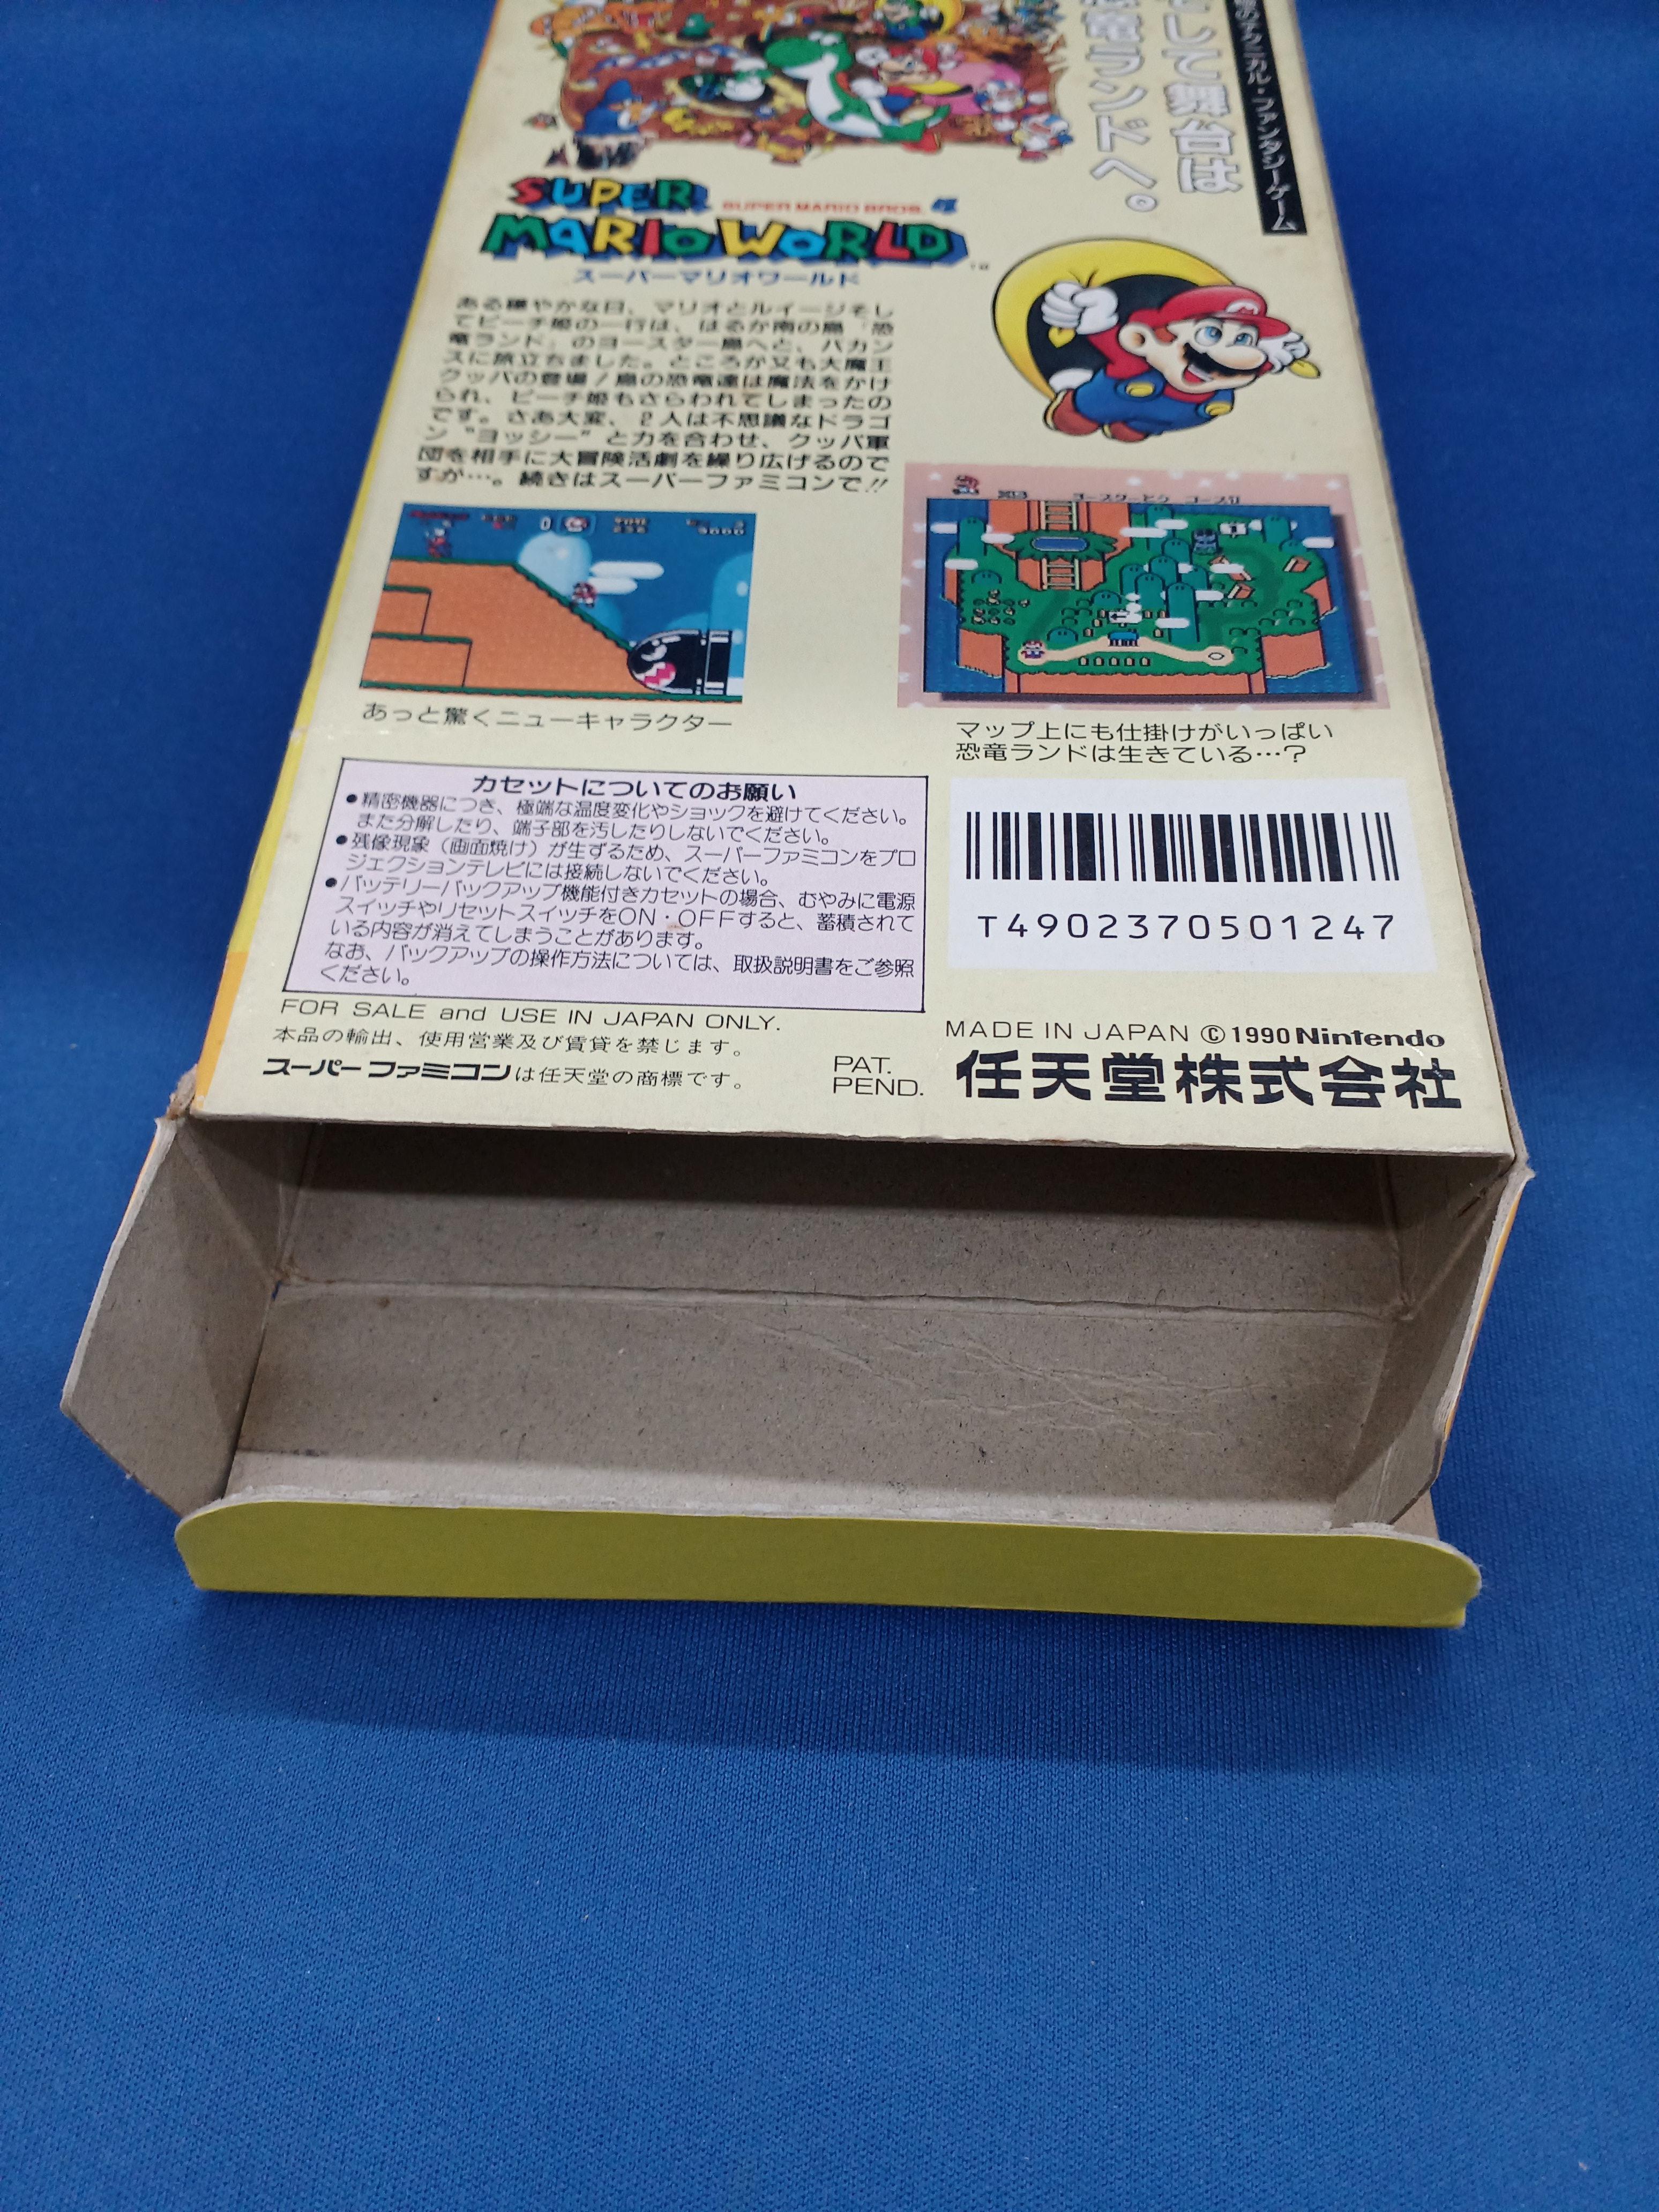 のテクニカル・ファンタジーゲーム
して舞台は
竜ランドへ。
SUPER MARIO BROS. 4
SUPER
MARIO WORLD
TM
スーパーマリオワールド
ある穏やかな日、マリオとルイージそし
てピーチ姫の一行は、はるか南の島「恐
竜ランド」のヨースター島へと、バカン
スに旅立ちました。ところが又も大魔王
クッパの登場!島の恐竜達は魔法をかけ
られ、ピーチ姫もさらわれてしまったの
です。さあ大変、2人は不思議なドラゴ
ン“ヨッシー”と力を合わせ、クッパ軍
団を相手に大冒険活劇を繰り広げるので
すが…。続きはスーパーファミコンで!!
ヨースターとう コース1
あっと驚くニューキャラクター
マップ上にも仕掛けがいっぱい
恐竜ランドは生きている…?
カセットについてのお願い
●精密機器につき、極端な温度変化やショックを避けてください。
また分解したり、端子部を汚したりしないでください。
●残像現象(画面焼け)が生ずるため、スーパーファミコンをプロ
ジェクションテレビには接続しないでください。
●バッテリーバックアップ機能付きカセットの場合、むやみに電源
スイッチやリセットスイッチをON・OFFすると、蓄積されて
いる内容が消えてしまうことがあります。
なお、バックアップの操作方法については、取扱説明書をご参照
ください。
T4902370501247
FOR SALE and USE IN JAPAN ONLY.
本品の輸出、使用営業及び賃貸を禁じます。
スーパーファミコンは任天堂の商標です。
PAT.
PEND.
MADE IN JAPAN ©1990 Nintendo
任天堂株式会社